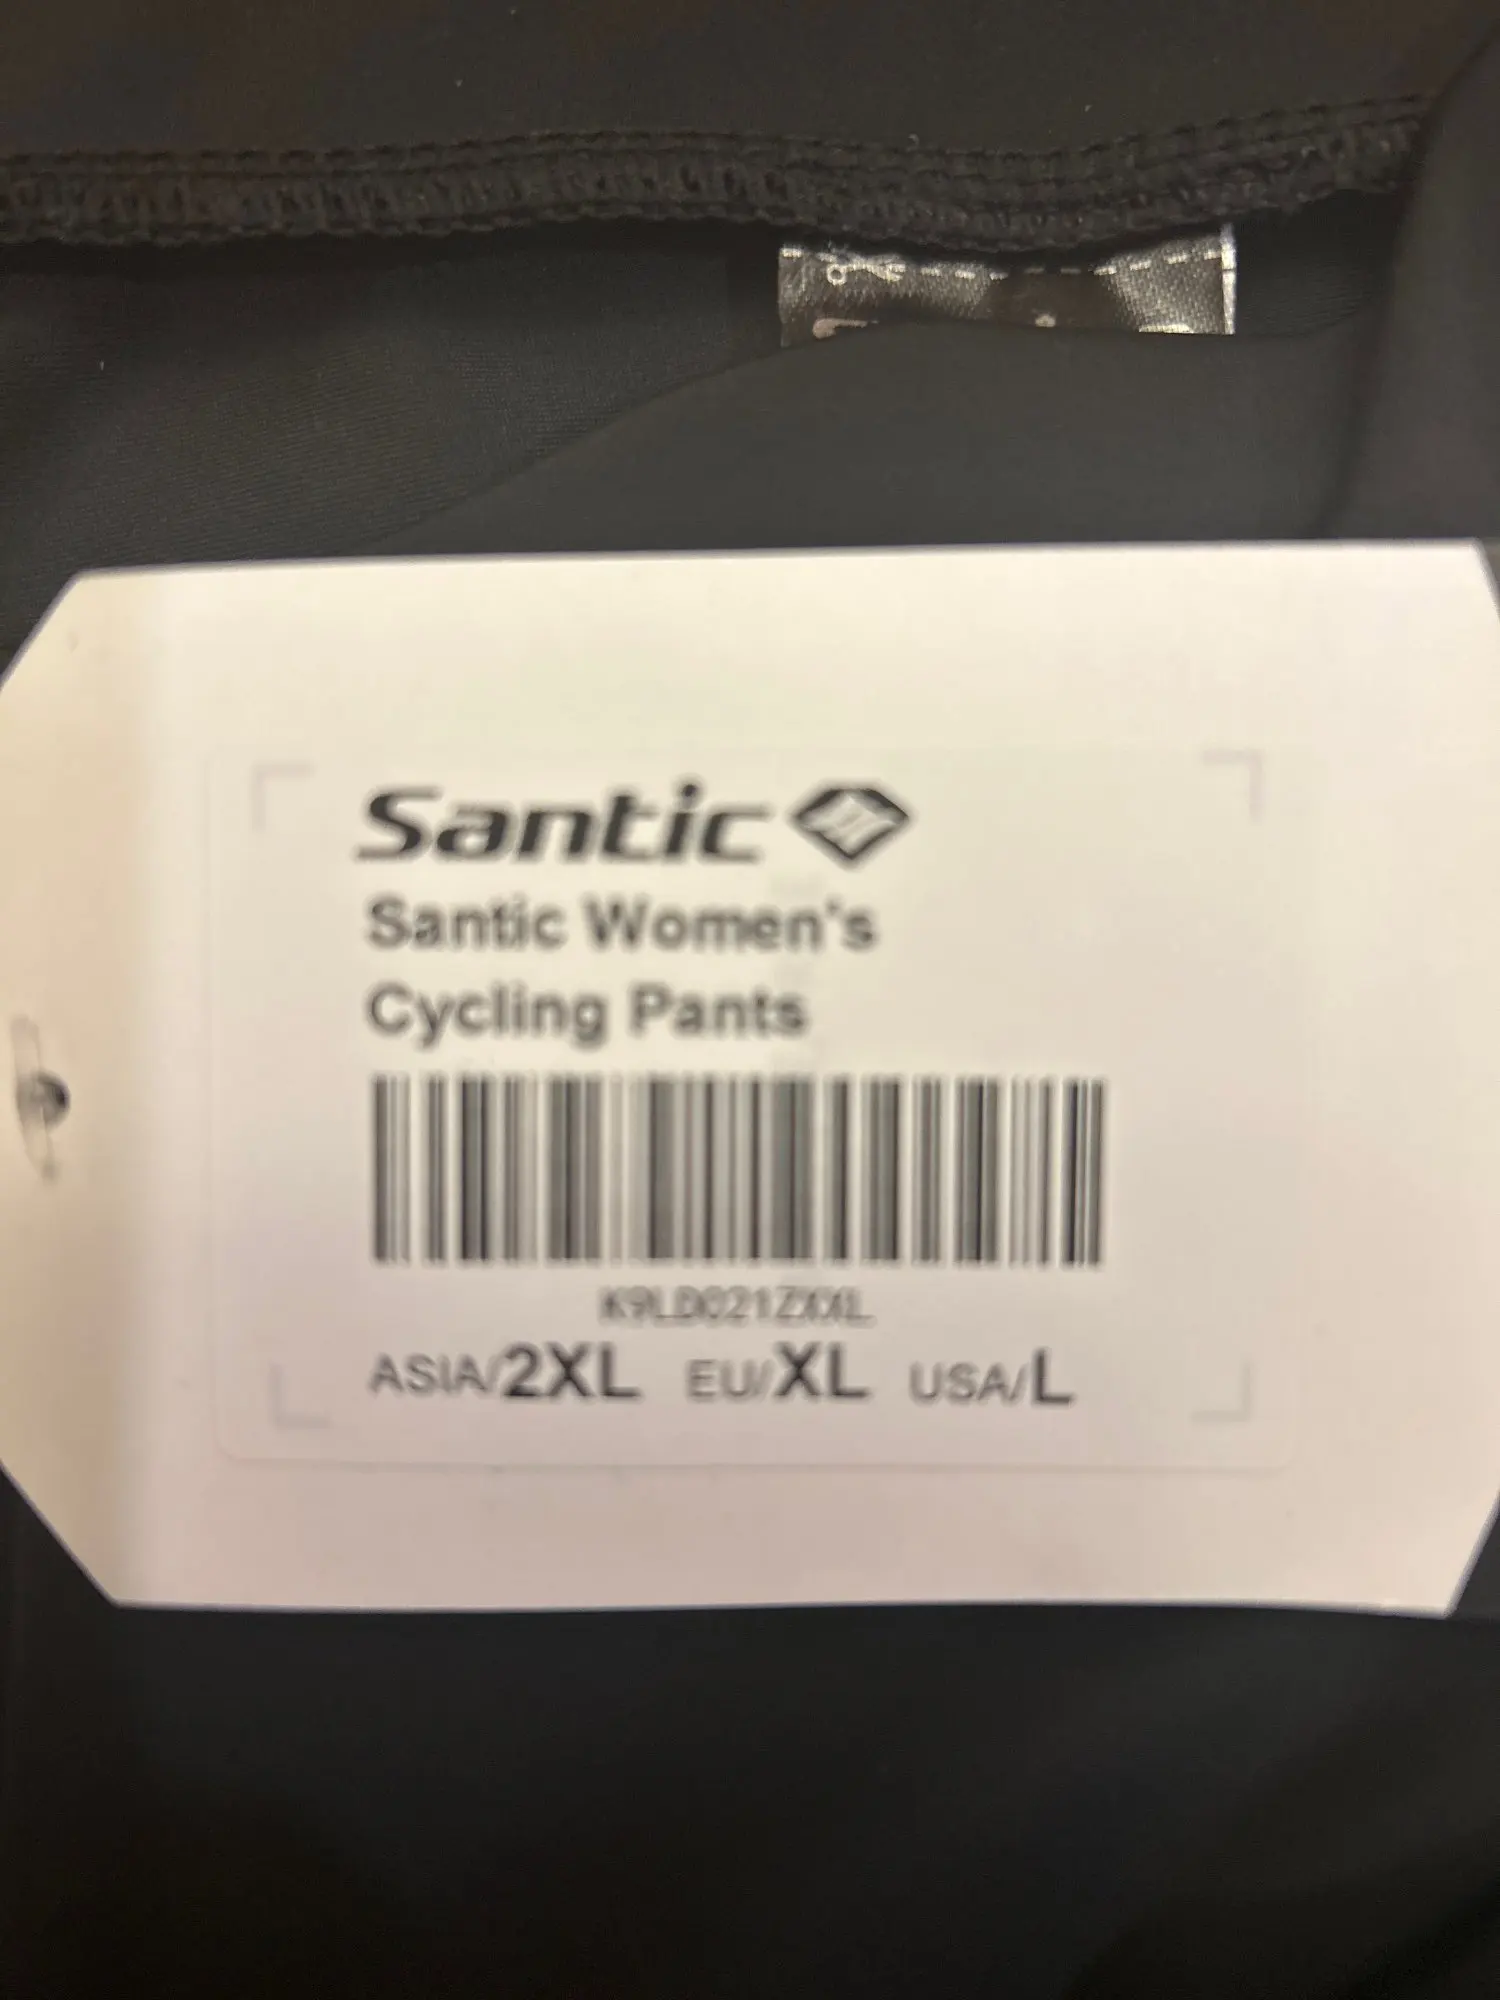 Santic
Santic Women's
Cycling Pants
K9LD021ZXXL
ASIA/2XL EU/XL USA/L